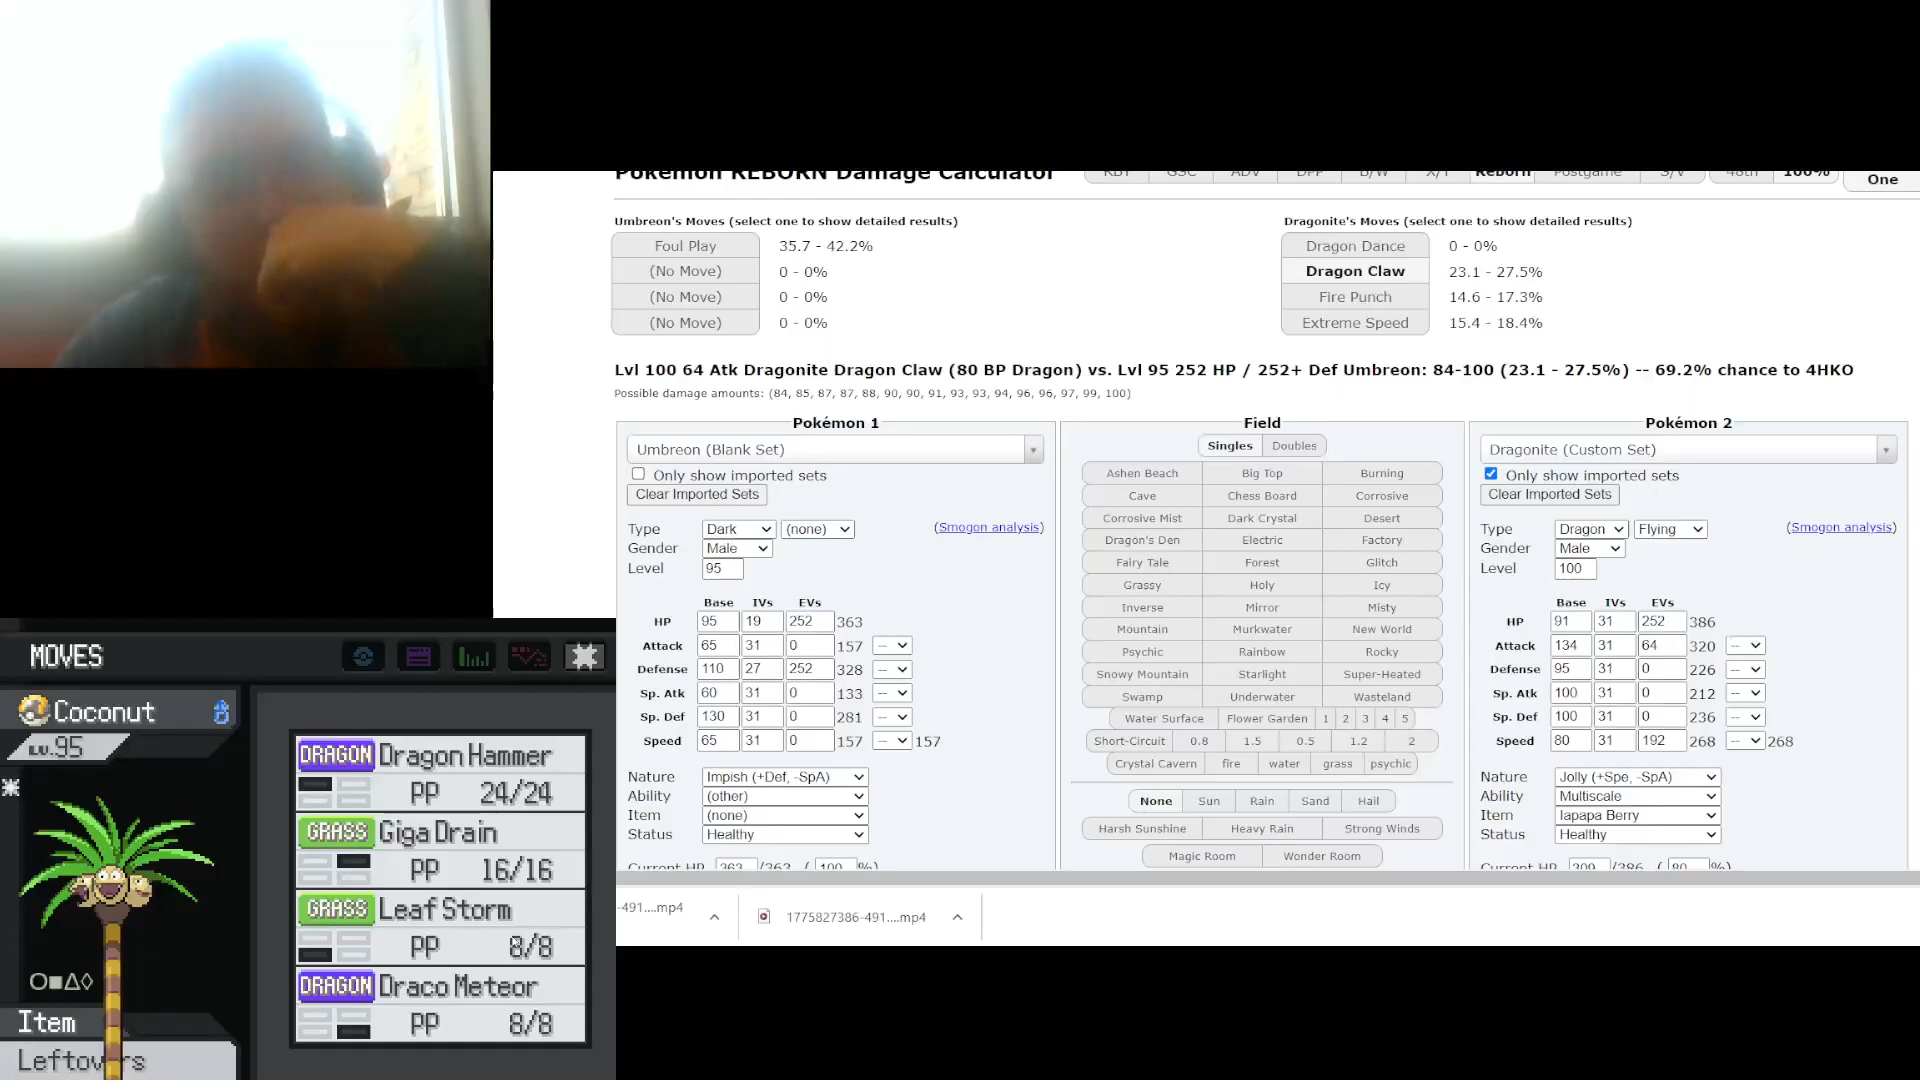 Pokémon REBORN Damage Calculator
RBY GSC ADV DPP B/W X/Y Reborn Postgame S/V 48th 100% One
Umbreon's Moves (select one to show detailed results)
Foul Play 35.7 - 42.2%
(No Move) 0 - 0%
(No Move) 0 - 0%
(No Move) 0 - 0%
Dragonite's Moves (select one to show detailed results)
Dragon Dance 0 - 0%
Dragon Claw 23.1 - 27.5%
Fire Punch 14.6 - 17.3%
Extreme Speed 15.4 - 18.4%
Lvl 100 64 Atk Dragonite Dragon Claw (80 BP Dragon) vs. Lvl 95 252 HP / 252+ Def Umbreon: 84-100 (23.1 - 27.5%) -- 69.2% chance to 4HKO
Possible damage amounts: (84, 85, 87, 87, 88, 90, 90, 91, 93, 93, 94, 96, 96, 97, 99, 100)
Pokémon 1
Umbreon (Blank Set)
Only show imported sets
Clear Imported Sets
Type Dark (none) (Smogon analysis)
Gender Male
Level 95
Base IVs EVs
HP 95 19 252 363
Attack 65 31 0 157 --
Defense 110 27 252 328 --
Sp. Atk 60 31 0 133 --
Sp. Def 130 31 0 281 --
Speed 65 31 0 157 -- 157
Nature Impish (+Def, -SpA)
Ability (other)
Item (none)
Status Healthy
Current HP 363 /363 ( 100 %)
Field
Singles Doubles
Ashen Beach Big Top Burning
Cave Chess Board Corrosive
Corrosive Mist Dark Crystal Desert
Dragon's Den Electric Factory
Fairy Tale Forest Glitch
Grassy Holy Icy
Inverse Mirror Misty
Mountain Murkwater New World
Psychic Rainbow Rocky
Snowy Mountain Starlight Super-Heated
Swamp Underwater Wasteland
Water Surface Flower Garden 1 2 3 4 5
Short-Circuit 0.8 1.5 0.5 1.2 2
Crystal Cavern fire water grass psychic
None Sun Rain Sand Hail
Harsh Sunshine Heavy Rain Strong Winds
Magic Room Wonder Room
Pokémon 2
Dragonite (Custom Set)
Only show imported sets
Clear Imported Sets
Type Dragon Flying (Smogon analysis)
Gender Male
Level 100
Base IVs EVs
HP 91 31 252 386
Attack 134 31 64 320 --
Defense 95 31 0 226 --
Sp. Atk 100 31 0 212 --
Sp. Def 100 31 0 236 --
Speed 80 31 192 268 -- 268
Nature Jolly (+Spe, -SpA)
Ability Multiscale
Item Iapapa Berry
Status Healthy
Current HP 309 /386 ( 80 %)
-491....mp4
1775827386-491....mp4
MOVES
Coconut
LV.95
Item
Leftovers
DRAGON Dragon Hammer
PP 24/24
GRASS Giga Drain
PP 16/16
GRASS Leaf Storm
PP 8/8
DRAGON Draco Meteor
PP 8/8